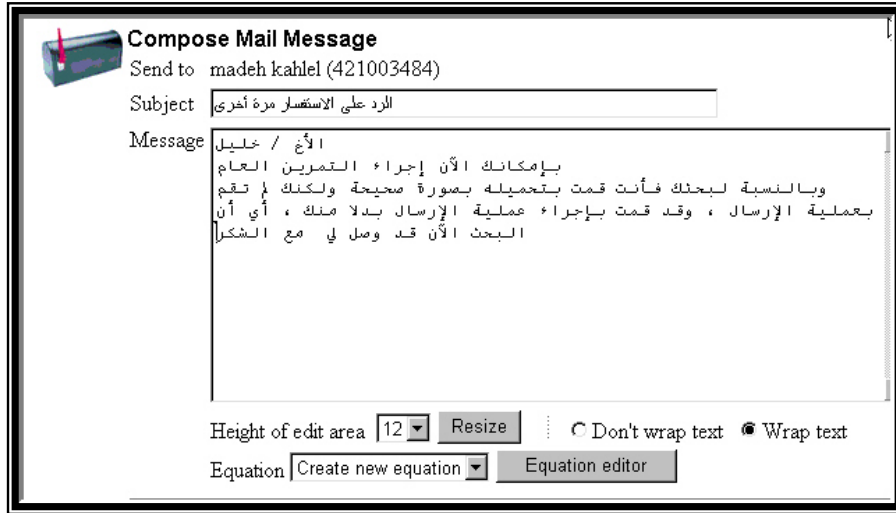 Compose Mail Message
Send to madeh kahlel (421003484)
Subject الرد على الاستفسار مرة أخرى
Message الأخ / خليل
بإمكانك الآن إجراء التمرين العام
وبالنسبة لبحثك فأنت قمت بتحميله بصورة صحيحة ولكنك لم تقم
بعملية الإرسال ، وقد قمت بإجراء عملية الإرسال بدلا منك ، أي أن
البحث الآن قد وصل لي مع الشكر
Height of edit area 12 Resize Don't wrap text Wrap text
Equation Create new equation Equation editor